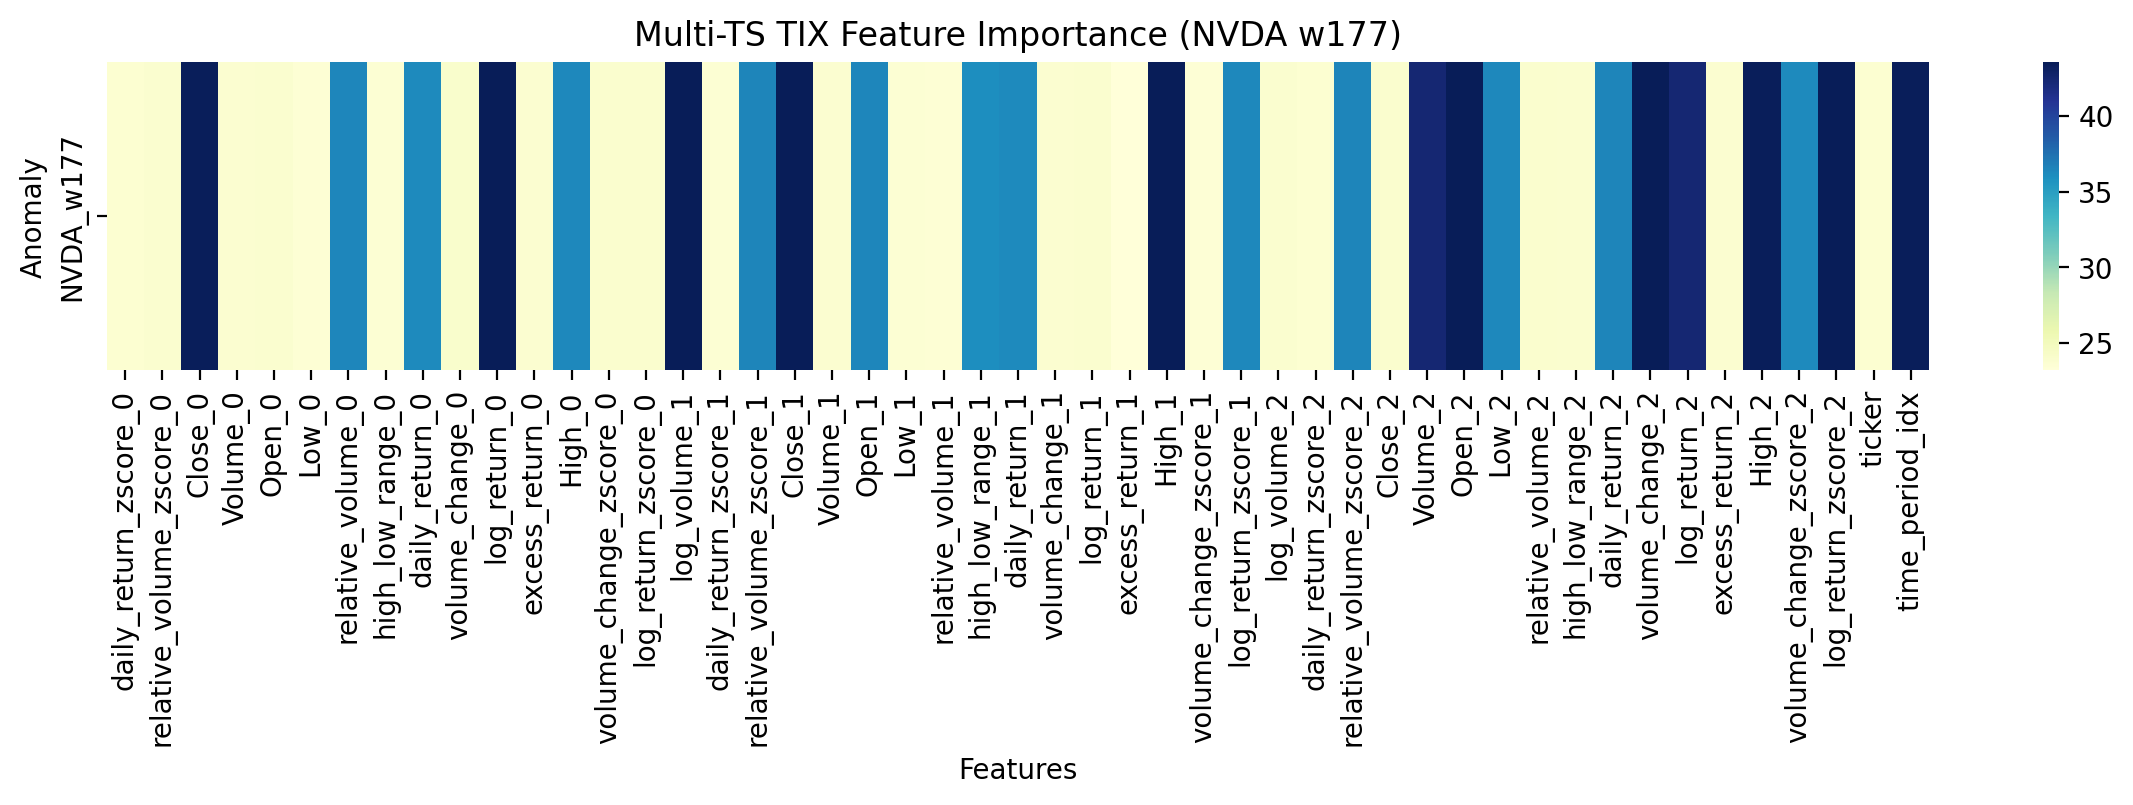 Multi-TS TIX Feature Importance (NVDA w177)
Anomaly
NVDA_w177
40
35
30
25
daily_return_zscore_0
relative_volume_zscore_0
Close_0
Volume_0
Open_0
Low_0
relative_volume_0
high_low_range_0
daily_return_0
volume_change_0
log_return_0
excess_return_0
High_0
volume_change_zscore_0
log_return_zscore_0
log_volume_1
daily_return_zscore_1
relative_volume_zscore_1
Close_1
Volume_1
Open_1
Low_1
relative_volume_1
high_low_range_1
daily_return_1
volume_change_1
log_return_1
excess_return_1
High_1
volume_change_zscore_1
log_return_zscore_1
log_volume_2
daily_return_zscore_2
relative_volume_zscore_2
Close_2
Volume_2
Open_2
Low_2
relative_volume_2
high_low_range_2
daily_return_2
volume_change_2
log_return_2
excess_return_2
High_2
volume_change_zscore_2
log_return_zscore_2
ticker
time_period_idx
Features